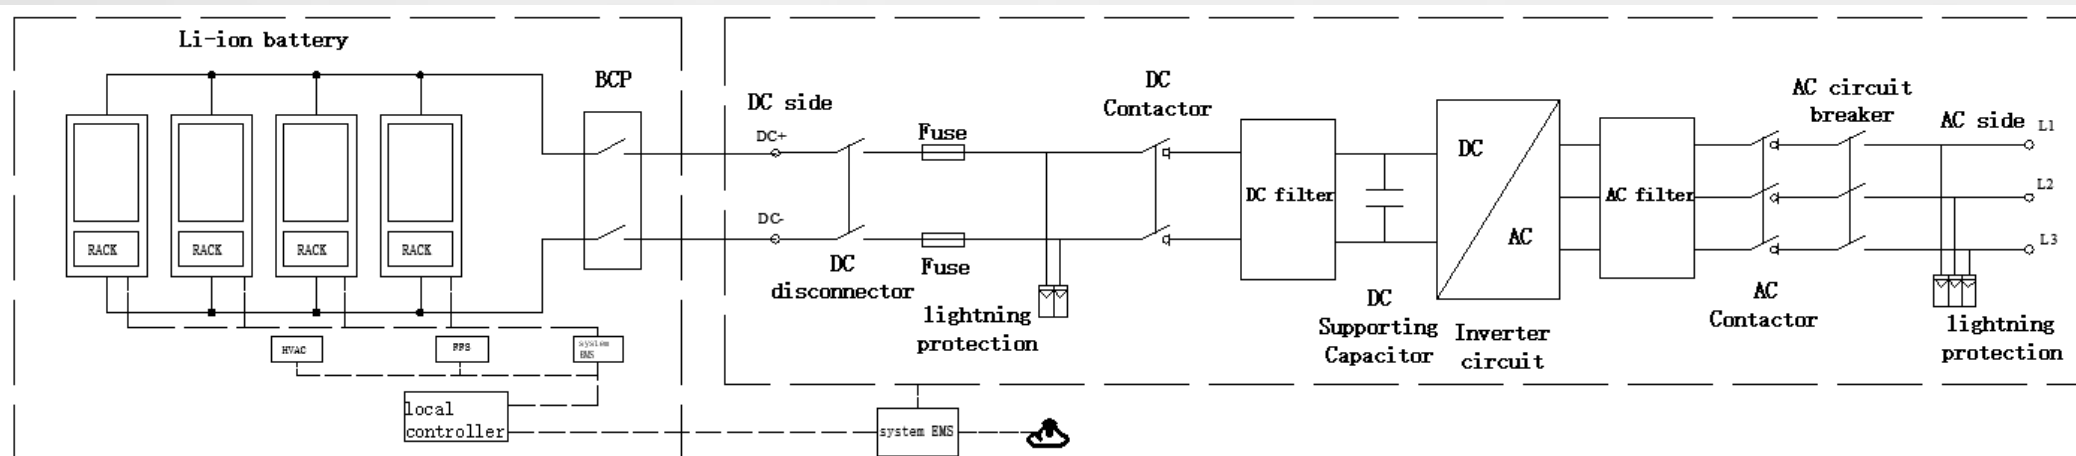 Li-ion battery
BCP
RACK
RACK
RACK
RACK
HVAC
FFS
system
EMS
local
controller
DC side
DC+
DC-
DC
disconnector
Fuse
Fuse
lightning
protection
DC
Contactor
DC filter
DC
Supporting
Capacitor
DC
AC
Inverter
circuit
AC filter
AC
Contactor
AC circuit
breaker
AC side
L1
L2
L3
lightning
protection
system EMS